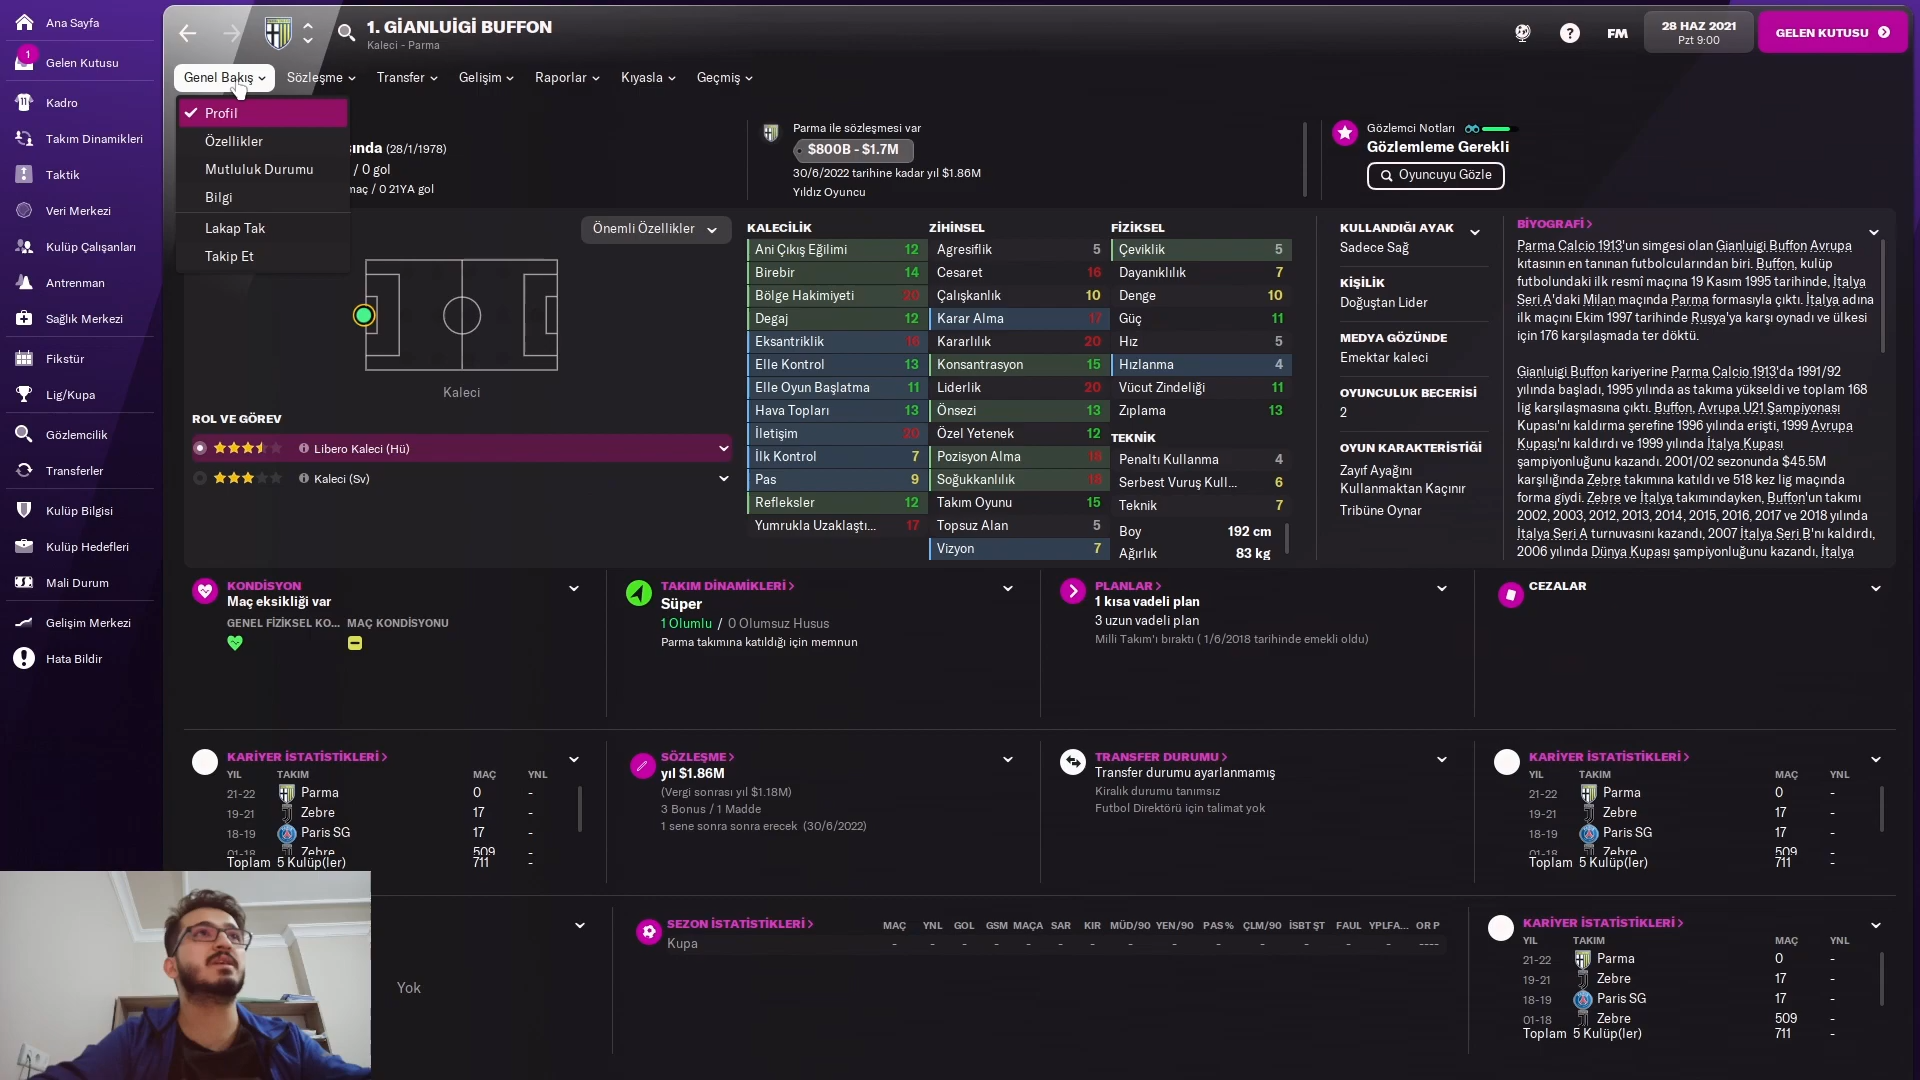 Ana Sayfa
1
Gelen Kutusu
Kadro
Takım Dinamikleri
Taktik
Veri Merkezi
Kulüp Çalışanları
Antrenman
Sağlık Merkezi
Fikstür
Lig/Kupa
Gözlemcilik
Transferler
Kulüp Bilgisi
Kulüp Hedefleri
Mali Durum
Gelişim Merkezi
Hata Bildir
1. GİANLUİGİ BUFFON
Kaleci - Parma
FM
28 HAZ 2021
Pzt 9:00
GELEN KUTUSU
Genel Bakış
Sözleşme
Transfer
Gelişim
Raporlar
Kıyasla
Geçmiş
Profil
Özellikler
Mutluluk Durumu
Bilgi
Lakap Tak
Takip Et
sında (28/1/1978)
/ 0 gol
maç / 0 21YA gol
Parma ile sözleşmesi var
$800B - $1.7M
30/6/2022 tarihine kadar yıl $1.86M
Yıldız Oyuncu
Gözlemci Notları
Gözlemleme Gerekli
Oyuncuyu Gözle
Önemli Özellikler
Kaleci
ROL VE GÖREV
Libero Kaleci (Hü)
Kaleci (Sv)
KALECİLİK
Ani Çıkış Eğilimi 12
Birebir 14
Bölge Hakimiyeti 20
Degaj 12
Eksantriklik 16
Elle Kontrol 13
Elle Oyun Başlatma 11
Hava Topları 13
İletişim 20
İlk Kontrol 7
Pas 9
Refleksler 12
Yumrukla Uzaklaştı... 17
ZİHİNSEL
Agresiflik 5
Cesaret 16
Çalışkanlık 10
Karar Alma 17
Kararlılık 20
Konsantrasyon 15
Liderlik 20
Önsezi 13
Özel Yetenek 12
Pozisyon Alma 18
Soğukkanlılık 18
Takım Oyunu 15
Topsuz Alan 5
Vizyon 7
FİZİKSEL
Çeviklik 5
Dayanıklılık 7
Denge 10
Güç 11
Hız 5
Hızlanma 4
Vücut Zindeliği 11
Zıplama 13
TEKNİK
Penaltı Kullanma 4
Serbest Vuruş Kull... 6
Teknik 7
Boy 192 cm
Ağırlık 83 kg
KULLANDIĞI AYAK
Sadece Sağ
KİŞİLİK
Doğuştan Lider
MEDYA GÖZÜNDE
Emektar kaleci
OYUNCULUK BECERİSİ
2
OYUN KARAKTERİSTİĞİ
Zayıf Ayağını
Kullanmaktan Kaçınır
Tribüne Oynar
BİYOGRAFİ
Parma Calcio 1913'un simgesi olan Gianluigi Buffon Avrupa
kıtasının en tanınan futbolcularından biri. Buffon, kulüp
futbolundaki ilk resmî maçına 19 Kasım 1995 tarihinde, İtalya
Seri A'daki Milan maçında Parma formasıyla çıktı. İtalya adına
ilk maçını Ekim 1997 tarihinde Rusya'ya karşı oynadı ve ülkesi
için 176 karşılaşmada ter döktü.
Gianluigi Buffon kariyerine Parma Calcio 1913'da 1991/92
yılında başladı, 1995 yılında as takıma yükseldi ve toplam 168
lig karşılaşmasına çıktı. Buffon, Avrupa U21 Şampiyonası
Kupası'nı kaldırma şerefine 1996 yılında erişti, 1999 Avrupa
Kupası'nı kaldırdı ve 1999 yılında İtalya Kupası
şampiyonluğunu kazandı. 2001/02 sezonunda $45.5M
karşılığında Zebre takımına katıldı ve 518 kez lig maçında
forma giydi. Zebre ve İtalya takımındayken, Buffon'un takımı
2002, 2003, 2012, 2013, 2014, 2015, 2016, 2017 ve 2018 yılında
İtalya Seri A turnuvasını kazandı, 2007 İtalya Seri B'nı kaldırdı,
2006 yılında Dünya Kupası şampiyonluğunu kazandı, İtalya
KONDİSYON
Maç eksikliği var
GENEL FİZİKSEL KO... MAÇ KONDİSYONU
TAKIM DİNAMİKLERİ
Süper
1 Olumlu / 0 Olumsuz Husus
Parma takımına katıldığı için memnun
PLANLAR
1 kısa vadeli plan
3 uzun vadeli plan
Milli Takım'ı bıraktı ( 1/6/2018 tarihinde emekli oldu)
CEZALAR
KARİYER İSTATİSTİKLERİ
YIL TAKIM MAÇ YNL
21-22 Parma 0 -
19-21 Zebre 17 -
18-19 Paris SG 17 -
01-18 Zebre 509 -
Toplam 5 Kulüp(ler) 711 -
SÖZLEŞME
yıl $1.86M
(Vergi sonrası yıl $1.18M)
3 Bonus / 1 Madde
1 sene sonra sonra erecek (30/6/2022)
TRANSFER DURUMU
Transfer durumu ayarlanmamış
Kiralık durumu tanımsız
Futbol Direktörü için talimat yok
KARİYER İSTATİSTİKLERİ
YIL TAKIM MAÇ YNL
21-22 Parma 0 -
19-21 Zebre 17 -
18-19 Paris SG 17 -
01-18 Zebre 509 -
Toplam 5 Kulüp(ler) 711 -
Yok
SEZON İSTATİSTİKLERİ MAÇ YNL GOL GSM MAÇA SAR KIR MÜD/90 YEN/90 PAS % ÇLM/90 İSBT ŞT FAUL YPLFA... OR P
Kupa - - - - - - - - - - - - - - ----
KARİYER İSTATİSTİKLERİ
YIL TAKIM MAÇ YNL
21-22 Parma 0 -
19-21 Zebre 17 -
18-19 Paris SG 17 -
01-18 Zebre 509 -
Toplam 5 Kulüp(ler) 711 -